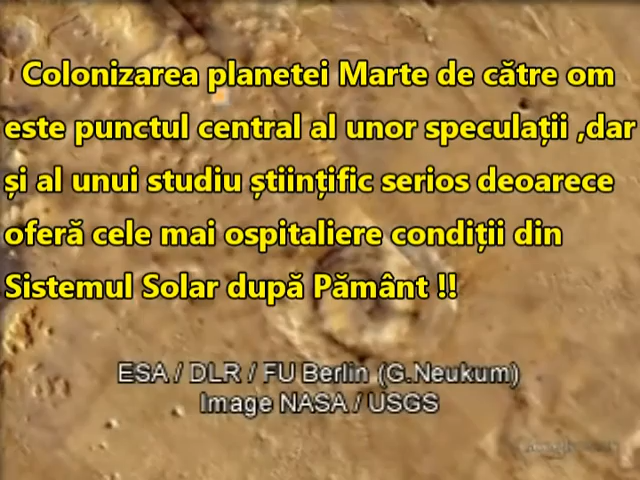 Colonizarea planetei Marte de către om
este punctul central al unor speculații ,dar
și al unui studiu științific serios deoarece
oferă cele mai ospitaliere condiții din
Sistemul Solar după Pământ !!
ESA / DLR / FU Berlin (G.Neukum)
Image NASA / USGS